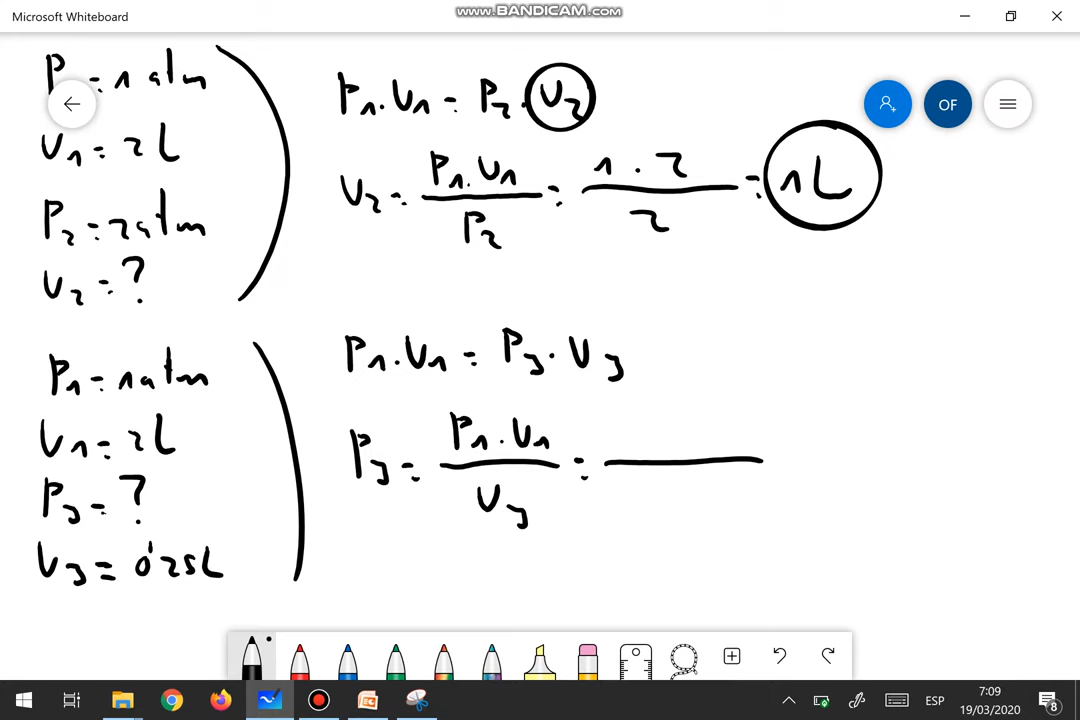 Microsoft Whiteboard
www.BANDICAM.com
P = 1 atm
V1 = 2 L
P2 = 2 atm
V2 = ?
P1 · V1 = P2 · V2
V2 = P1 · V1 / P2 = 1 · 2 / 2 = 1 L
OF
P1 = 1 atm
V1 = 2 L
P3 = ?
V3 = 0'25 L
P1 · V1 = P3 · V3
P3 = P1 · V1 / V3 =
ESP
7:09
19/03/2020
8